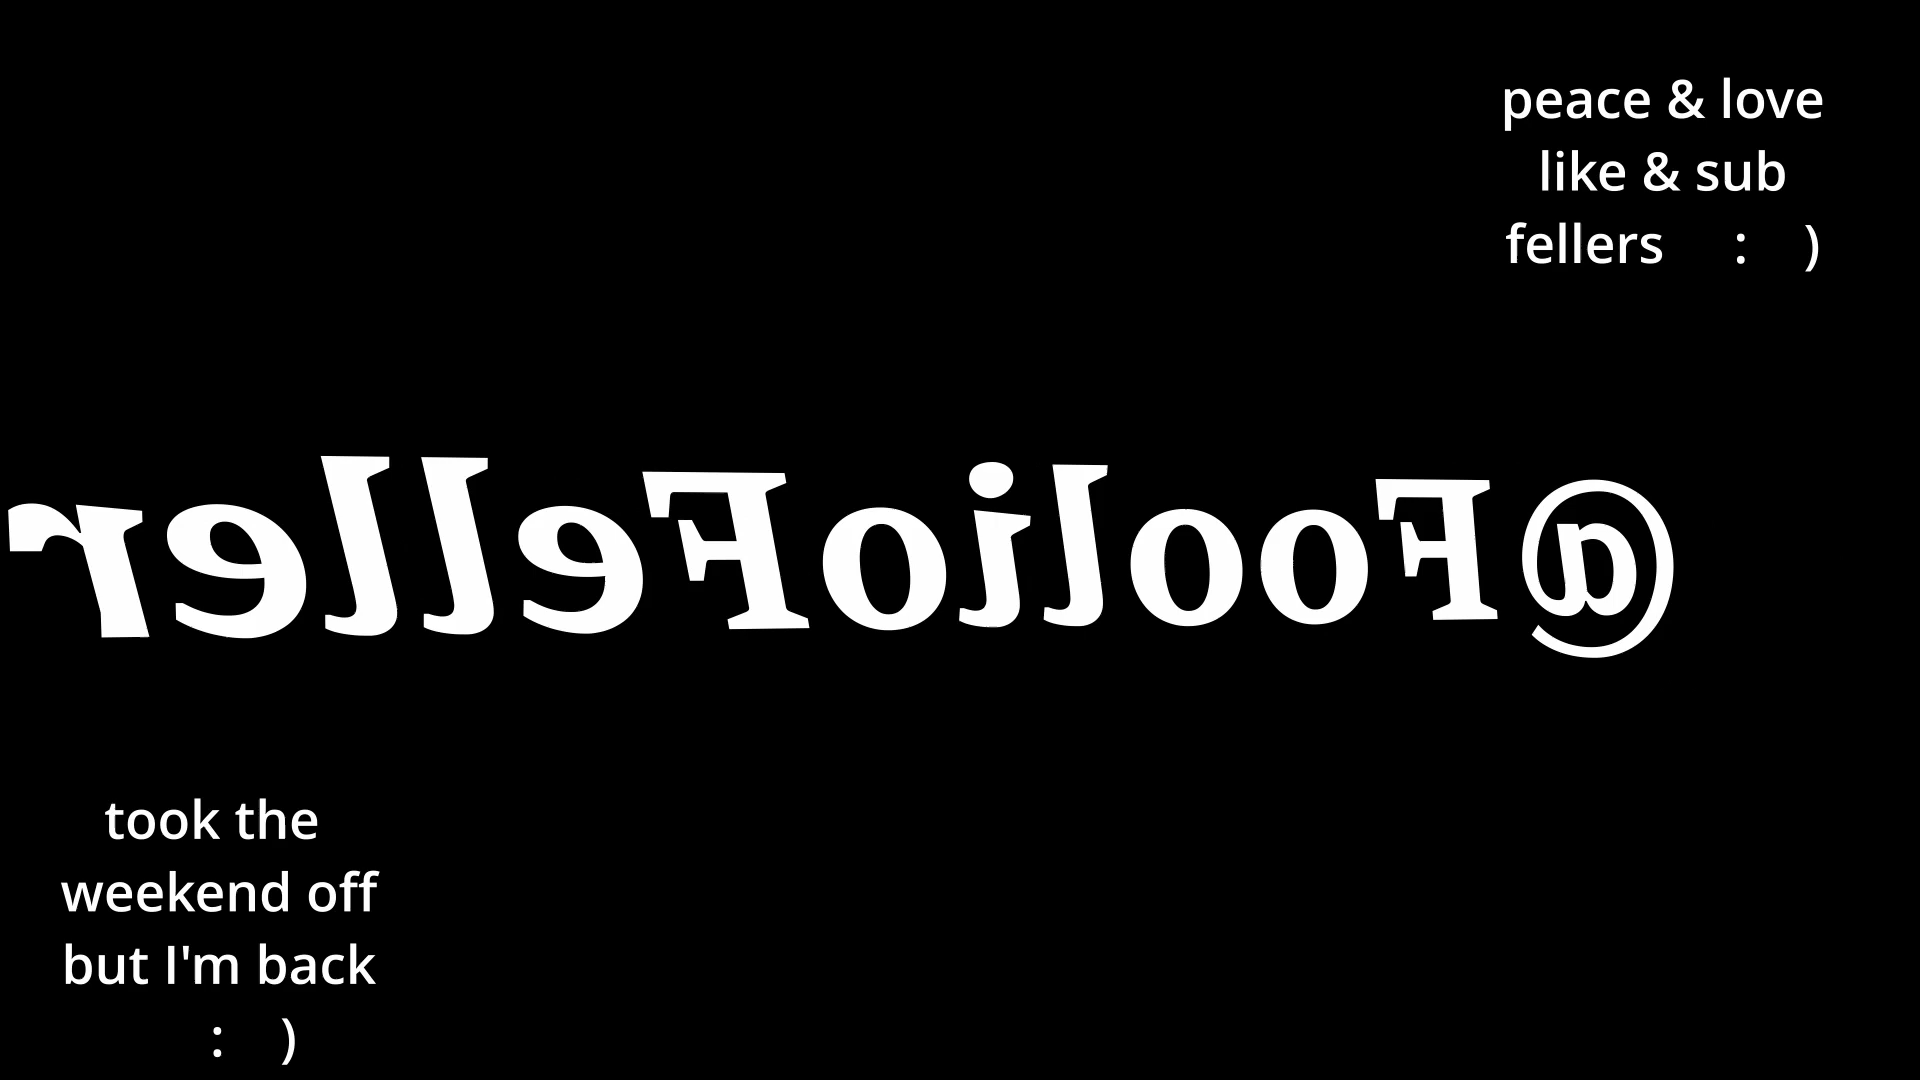 peace & love
like & sub
fellers : )
@FoolioFeller
took the
weekend off
but I'm back
: )